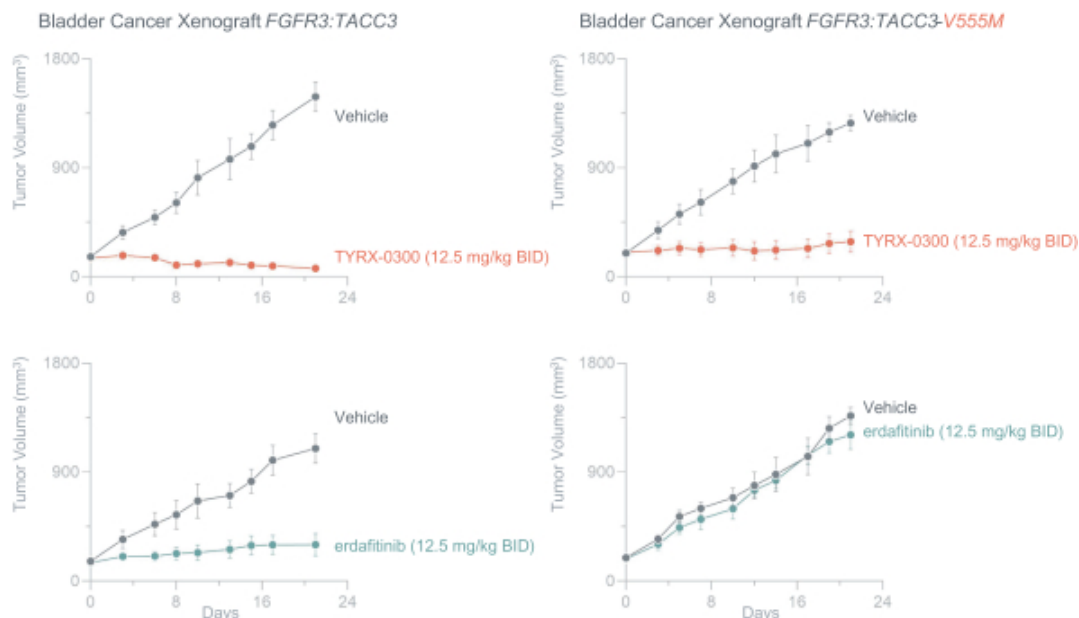 Bladder Cancer Xenograft FGFR3:TACC3
Tumor Volume (mm³)
1800
900
0
Vehicle
TYRX-0300 (12.5 mg/kg BID)
0 8 16 24
Bladder Cancer Xenograft FGFR3:TACC3-V555M
Tumor Volume (mm³)
1800
900
0
Vehicle
TYRX-0300 (12.5 mg/kg BID)
0 8 16 24
Tumor Volume (mm³)
1800
900
0
Vehicle
erdafitinib (12.5 mg/kg BID)
0 8 16 24
Days
Tumor Volume (mm³)
1800
900
0
Vehicle
erdafitinib (12.5 mg/kg BID)
0 8 16 24
Days